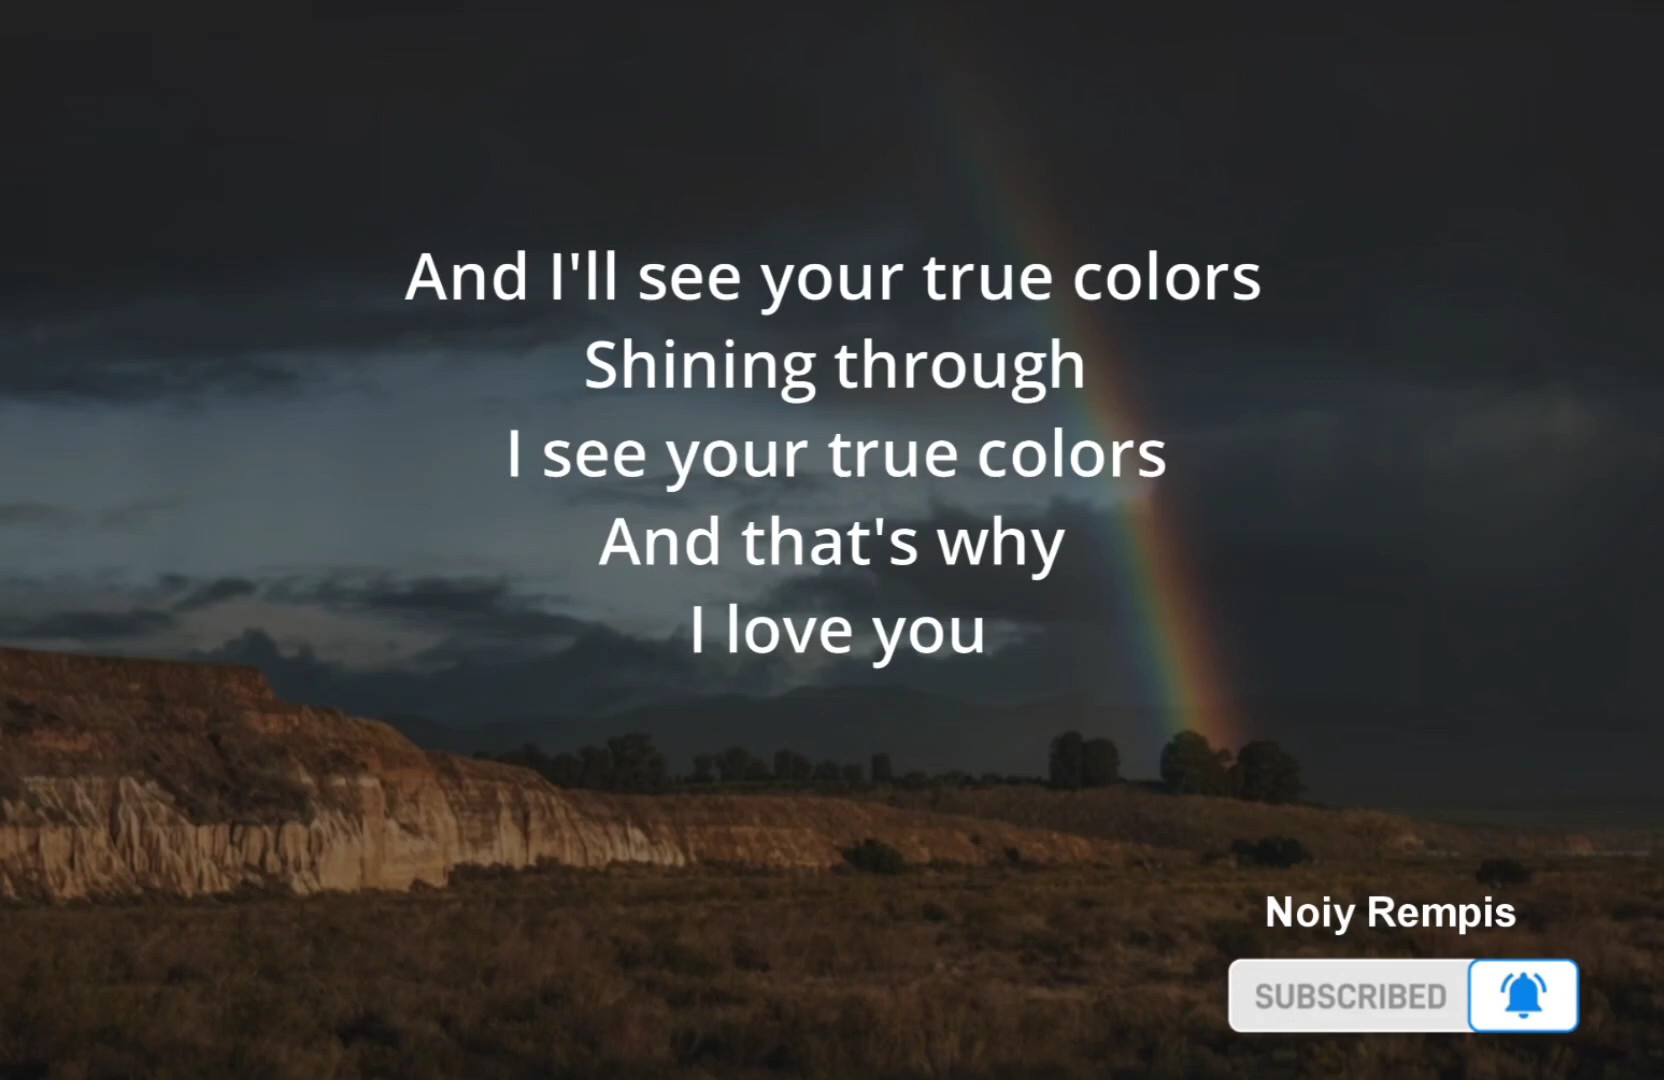 And I'll see your true colors
Shining through
I see your true colors
And that's why
I love you
Noiy Rempis
SUBSCRIBED